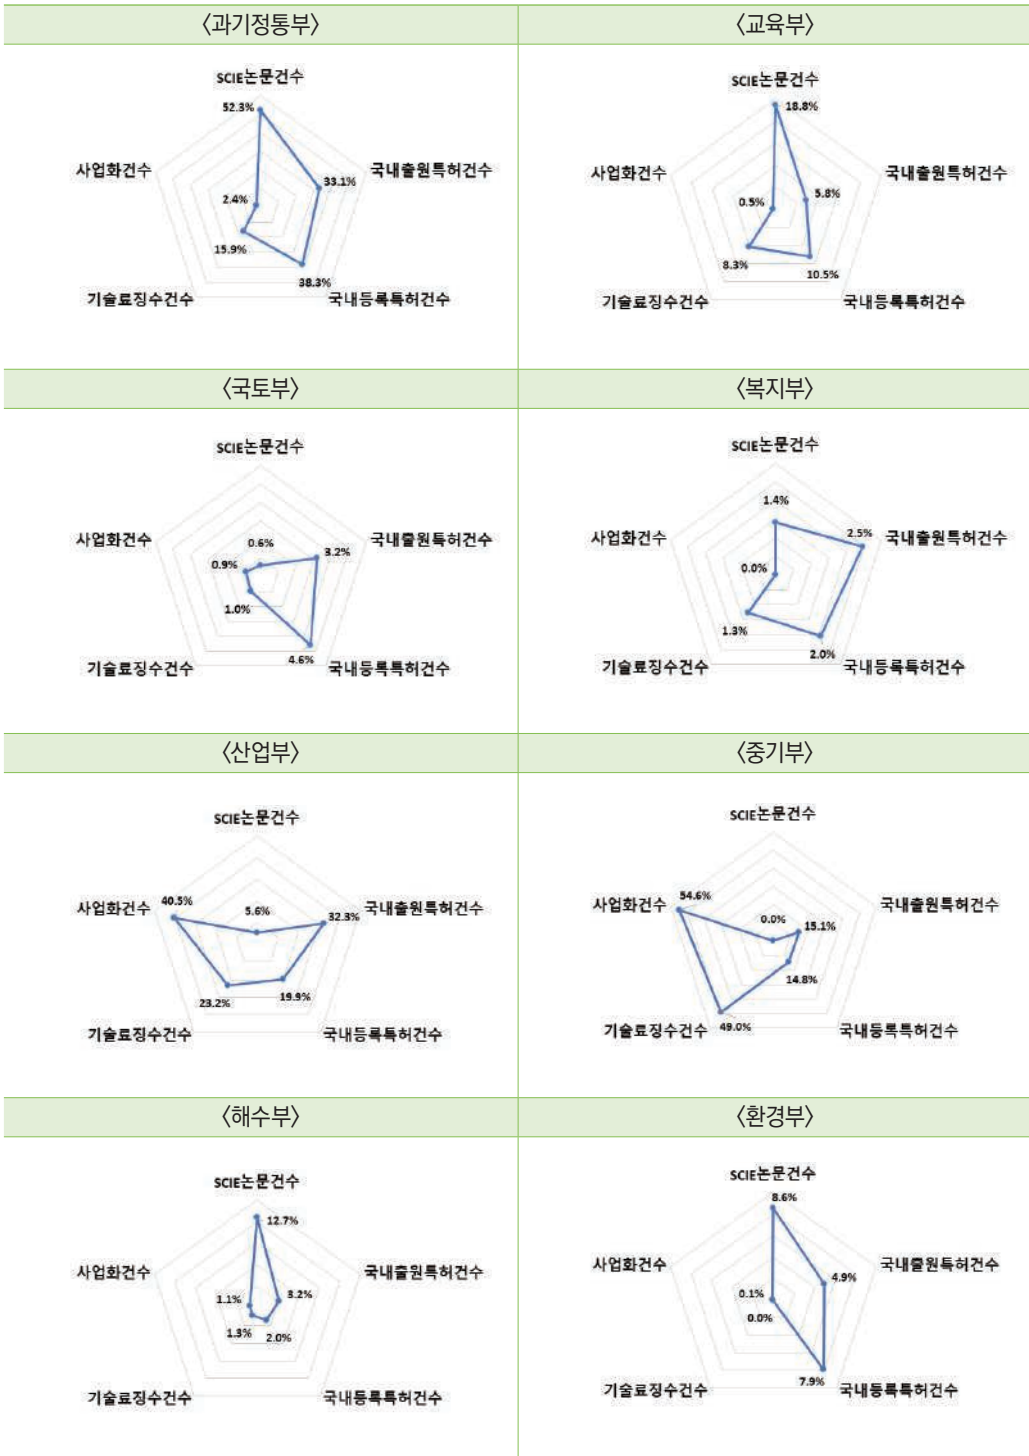 〈과기정통부〉
SCIE논문건수
52.3%
사업화건수
국내출원특허건수
33.1%
2.4%
15.9%
38.3%
기술료징수건수
국내등록특허건수
〈교육부〉
SCIE논문건수
18.8%
사업화건수
국내출원특허건수
5.8%
0.5%
8.3%
10.5%
기술료징수건수
국내등록특허건수
〈국토부〉
SCIE논문건수
사업화건수
0.6%
국내출원특허건수
3.2%
0.9%
1.0%
4.6%
기술료징수건수
국내등록특허건수
〈복지부〉
SCIE논문건수
1.4%
사업화건수
2.5%
국내출원특허건수
0.0%
1.3%
2.0%
기술료징수건수
국내등록특허건수
〈산업부〉
SCIE논문건수
40.5%
사업화건수
5.6%
32.3%
국내출원특허건수
23.2%
19.9%
기술료징수건수
국내등록특허건수
〈중기부〉
SCIE논문건수
54.6%
사업화건수
0.0%
국내출원특허건수
15.1%
14.8%
기술료징수건수
49.0%
국내등록특허건수
〈해수부〉
SCIE논문건수
12.7%
사업화건수
국내출원특허건수
1.1%
3.2%
1.3%
2.0%
기술료징수건수
국내등록특허건수
〈환경부〉
SCIE논문건수
8.6%
사업화건수
국내출원특허건수
4.9%
0.1%
0.0%
7.9%
기술료징수건수
국내등록특허건수